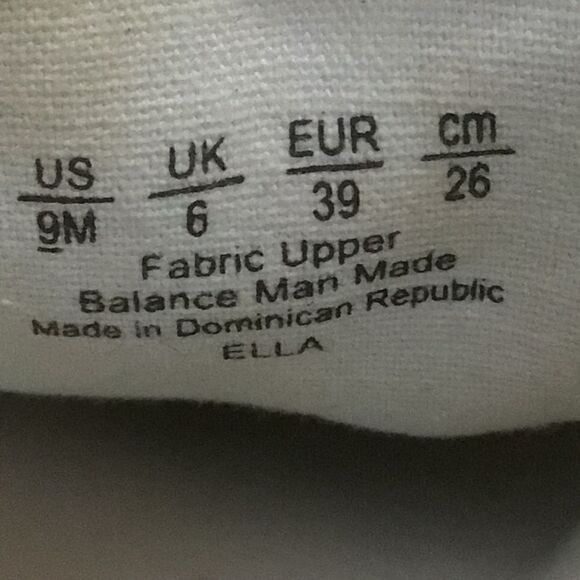 US UK EUR cm
9M 6 39 26
Fabric Upper
Balance Man Made
Made in Dominican Republic
ELLA